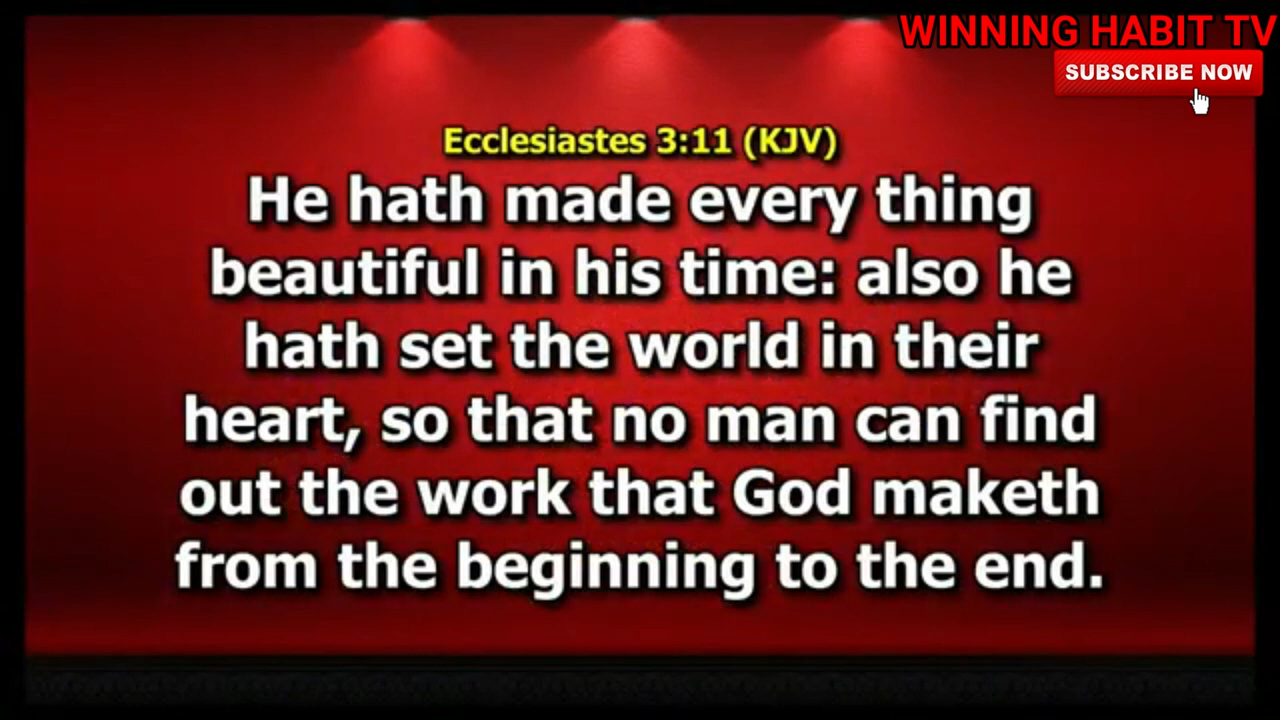 WINNING HABIT TV
SUBSCRIBE NOW
Ecclesiastes 3:11 (KJV)
He hath made every thing
beautiful in his time: also he
hath set the world in their
heart, so that no man can find
out the work that God maketh
from the beginning to the end.